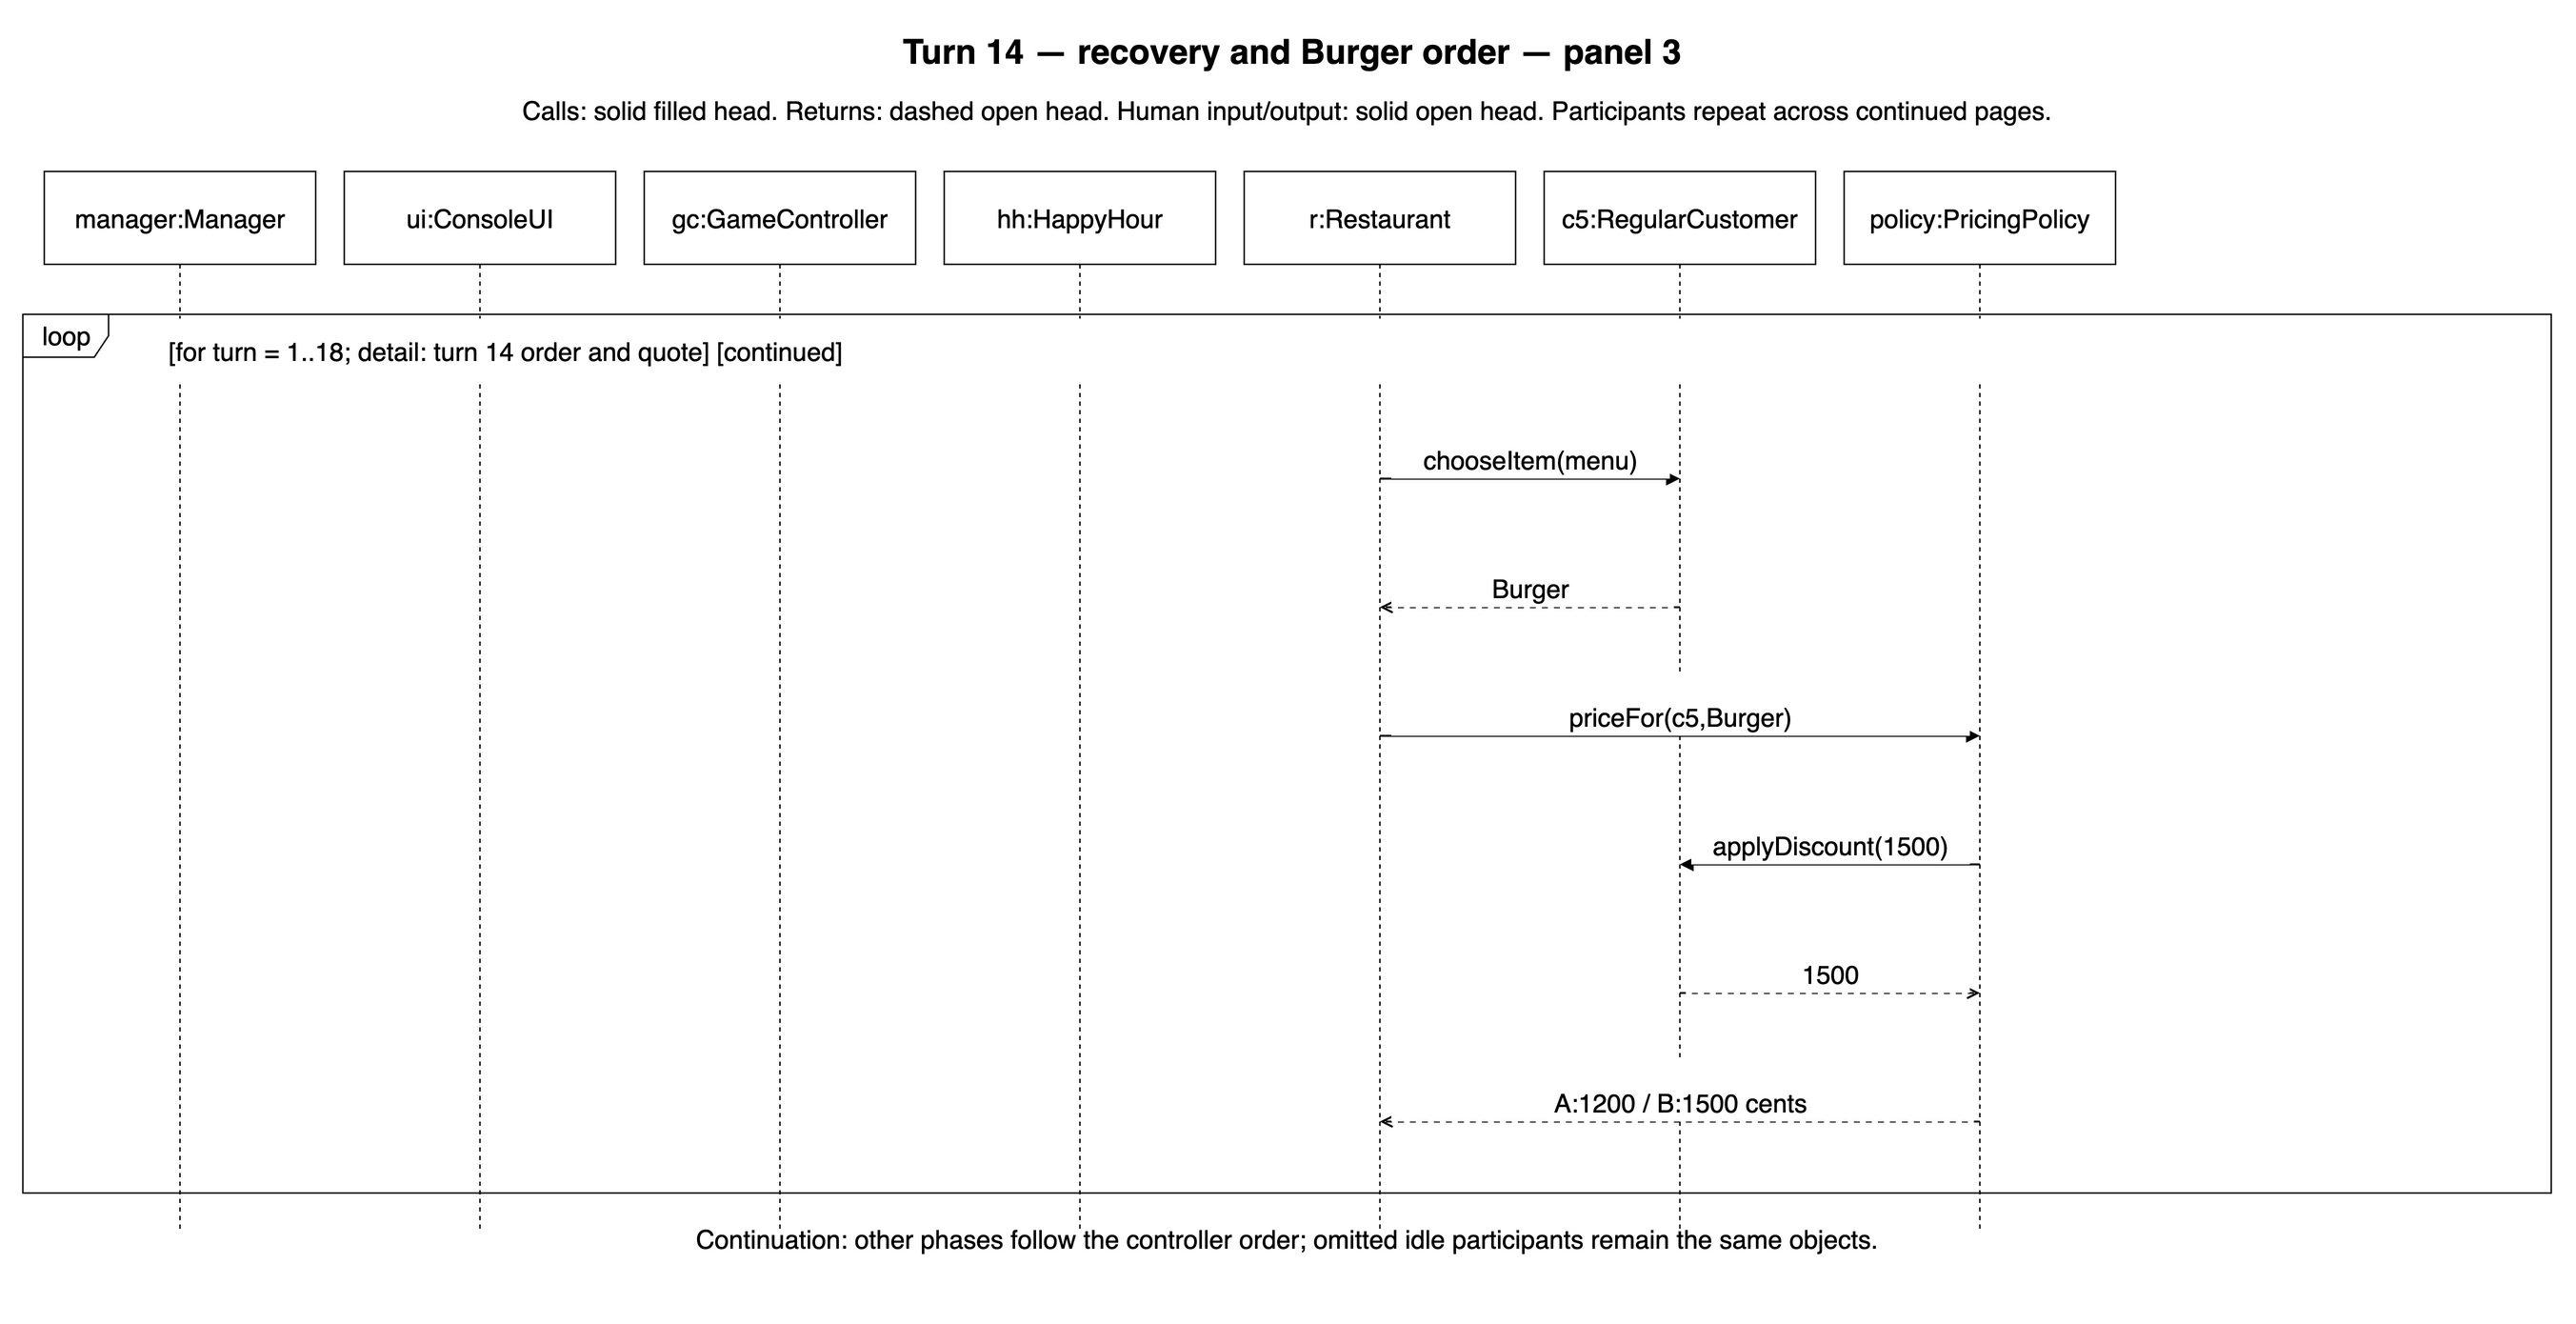 Turn 14 — recovery and Burger order — panel 3
Calls: solid filled head. Returns: dashed open head. Human input/output: solid open head. Participants repeat across continued pages.
manager:Manager
ui:ConsoleUI
gc:GameController
hh:HappyHour
r:Restaurant
c5:RegularCustomer
policy:PricingPolicy
loop
[for turn = 1..18; detail: turn 14 order and quote] [continued]
chooseItem(menu)
Burger
priceFor(c5,Burger)
applyDiscount(1500)
1500
A:1200 / B:1500 cents
Continuation: other phases follow the controller order; omitted idle participants remain the same objects.